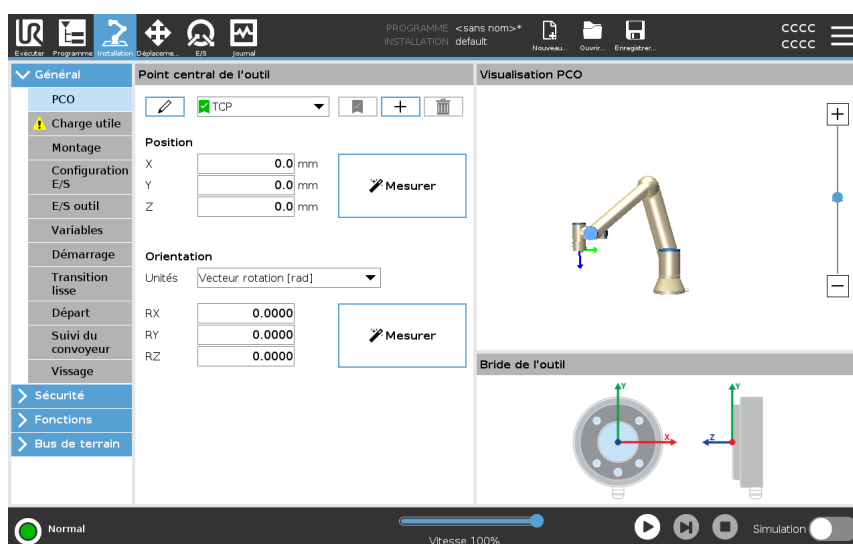 PROGRAMME <sans nom>*
INSTALLATION default
Exécuter
Programme
Installation
Déplaceme...
E/S
Journal
Nouveau...
Ouvrir...
Enregistrer...
CCCC
CCCC
Général
PCO
Charge utile
Montage
Configuration
E/S
E/S outil
Variables
Démarrage
Transition
lisse
Départ
Suivi du
convoyeur
Vissage
Sécurité
Fonctions
Bus de terrain
Point central de l'outil
TCP
Position
X 0.0 mm
Y 0.0 mm
Z 0.0 mm
Mesurer
Orientation
Unités Vecteur rotation [rad]
RX 0.0000
RY 0.0000
RZ 0.0000
Mesurer
Visualisation PCO
Bride de l'outil
Y
X
Y
Z
Normal
Vitesse 100%
Simulation